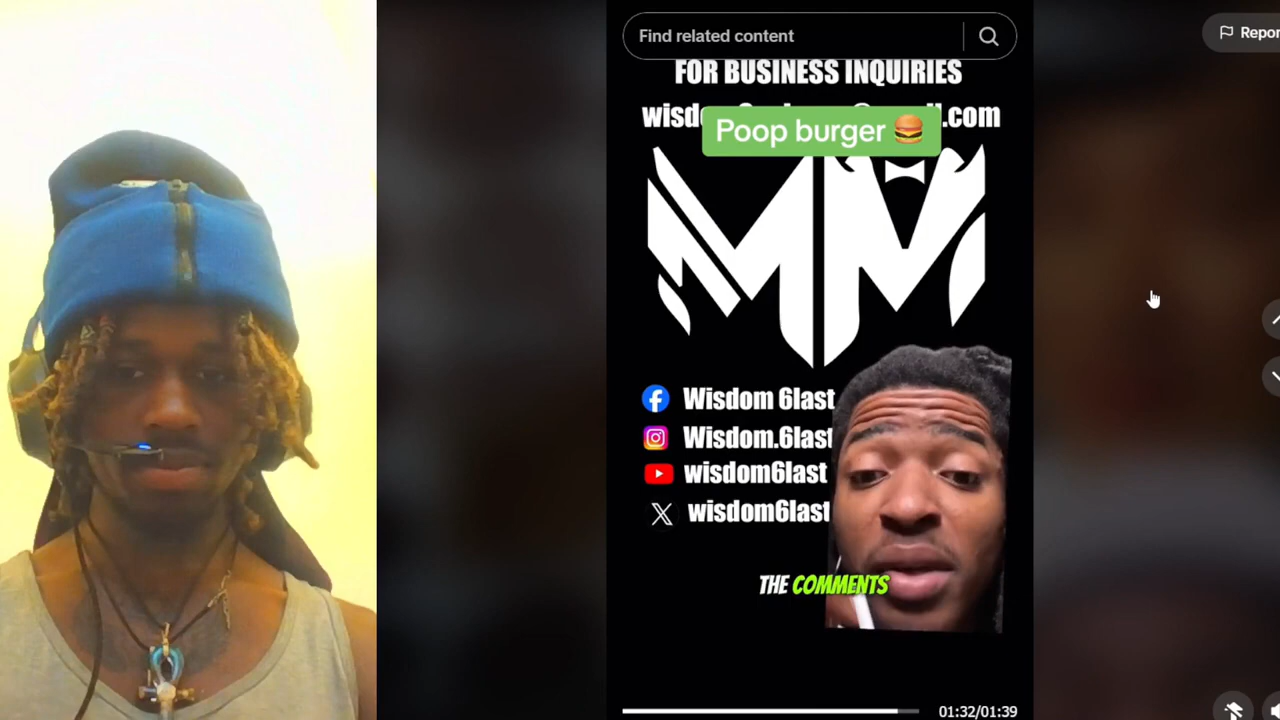 Find related content
Repor
FOR BUSINESS INQUIRIES
.com
Poop burger 🍔
Wisdom 6last
Wisdom.6last
wisdom6last
wisdom6last
THE COMMENTS
01:32/01:39